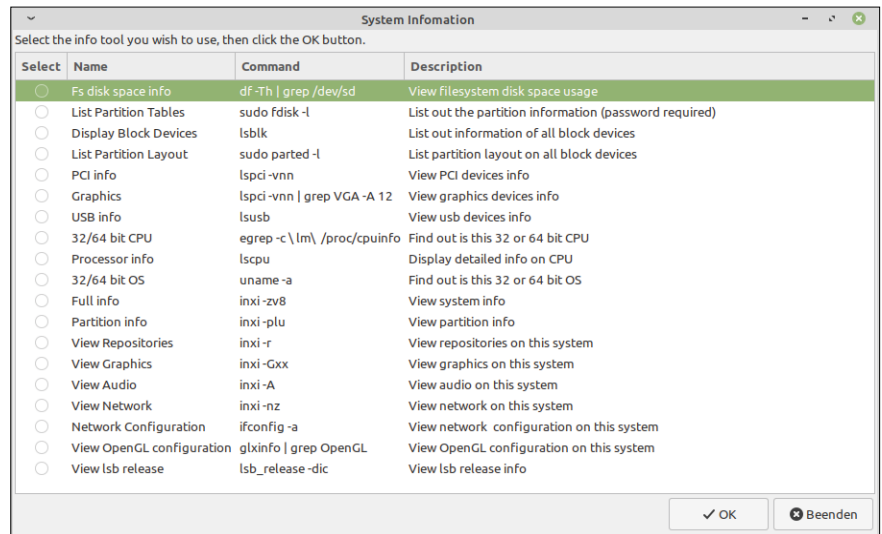 System Infomation
Select the info tool you wish to use, then click the OK button.
Select Name Command Description
Fs disk space info df -Th | grep /dev/sd View filesystem disk space usage
List Partition Tables sudo fdisk -l List out the partition information (password required)
Display Block Devices lsblk List out information of all block devices
List Partition Layout sudo parted -l List partition layout on all block devices
PCI info lspci -vnn View PCI devices info
Graphics lspci -vnn | grep VGA -A 12 View graphics devices info
USB info lsusb View usb devices info
32/64 bit CPU egrep -c \ lm\ /proc/cpuinfo Find out is this 32 or 64 bit CPU
Processor info lscpu Display detailed info on CPU
32/64 bit OS uname -a Find out is this 32 or 64 bit OS
Full info inxi -zv8 View system info
Partition info inxi -plu View partition info
View Repositories inxi -r View repositories on this system
View Graphics inxi -Gxx View graphics on this system
View Audio inxi -A View audio on this system
View Network inxi -nz View network on this system
Network Configuration ifconfig -a View network configuration on this system
View OpenGL configuration glxinfo | grep OpenGL View OpenGL configuration on this system
View lsb release lsb_release -dic View lsb release info
OK Beenden